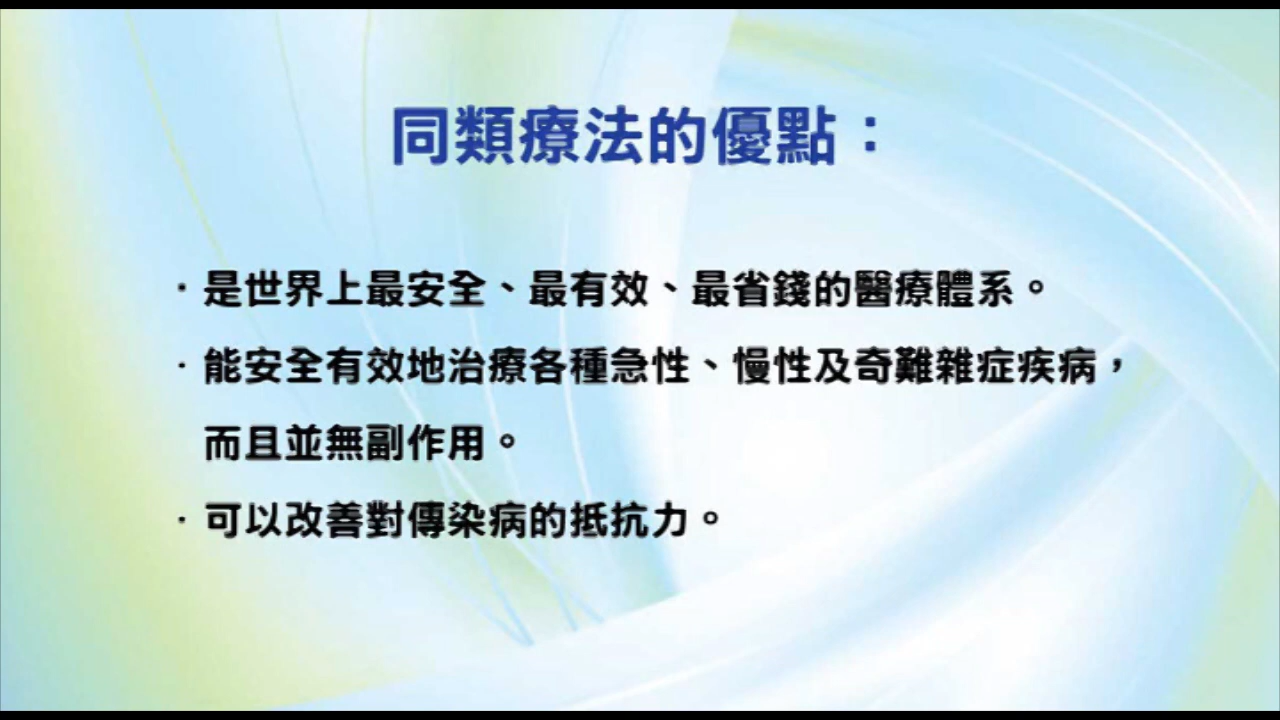 同類療法的優點：
· 是世界上最安全、最有效、最省錢的醫療體系。
· 能安全有效地治療各種急性、慢性及奇難雜症疾病，
而且並無副作用。
· 可以改善對傳染病的抵抗力。